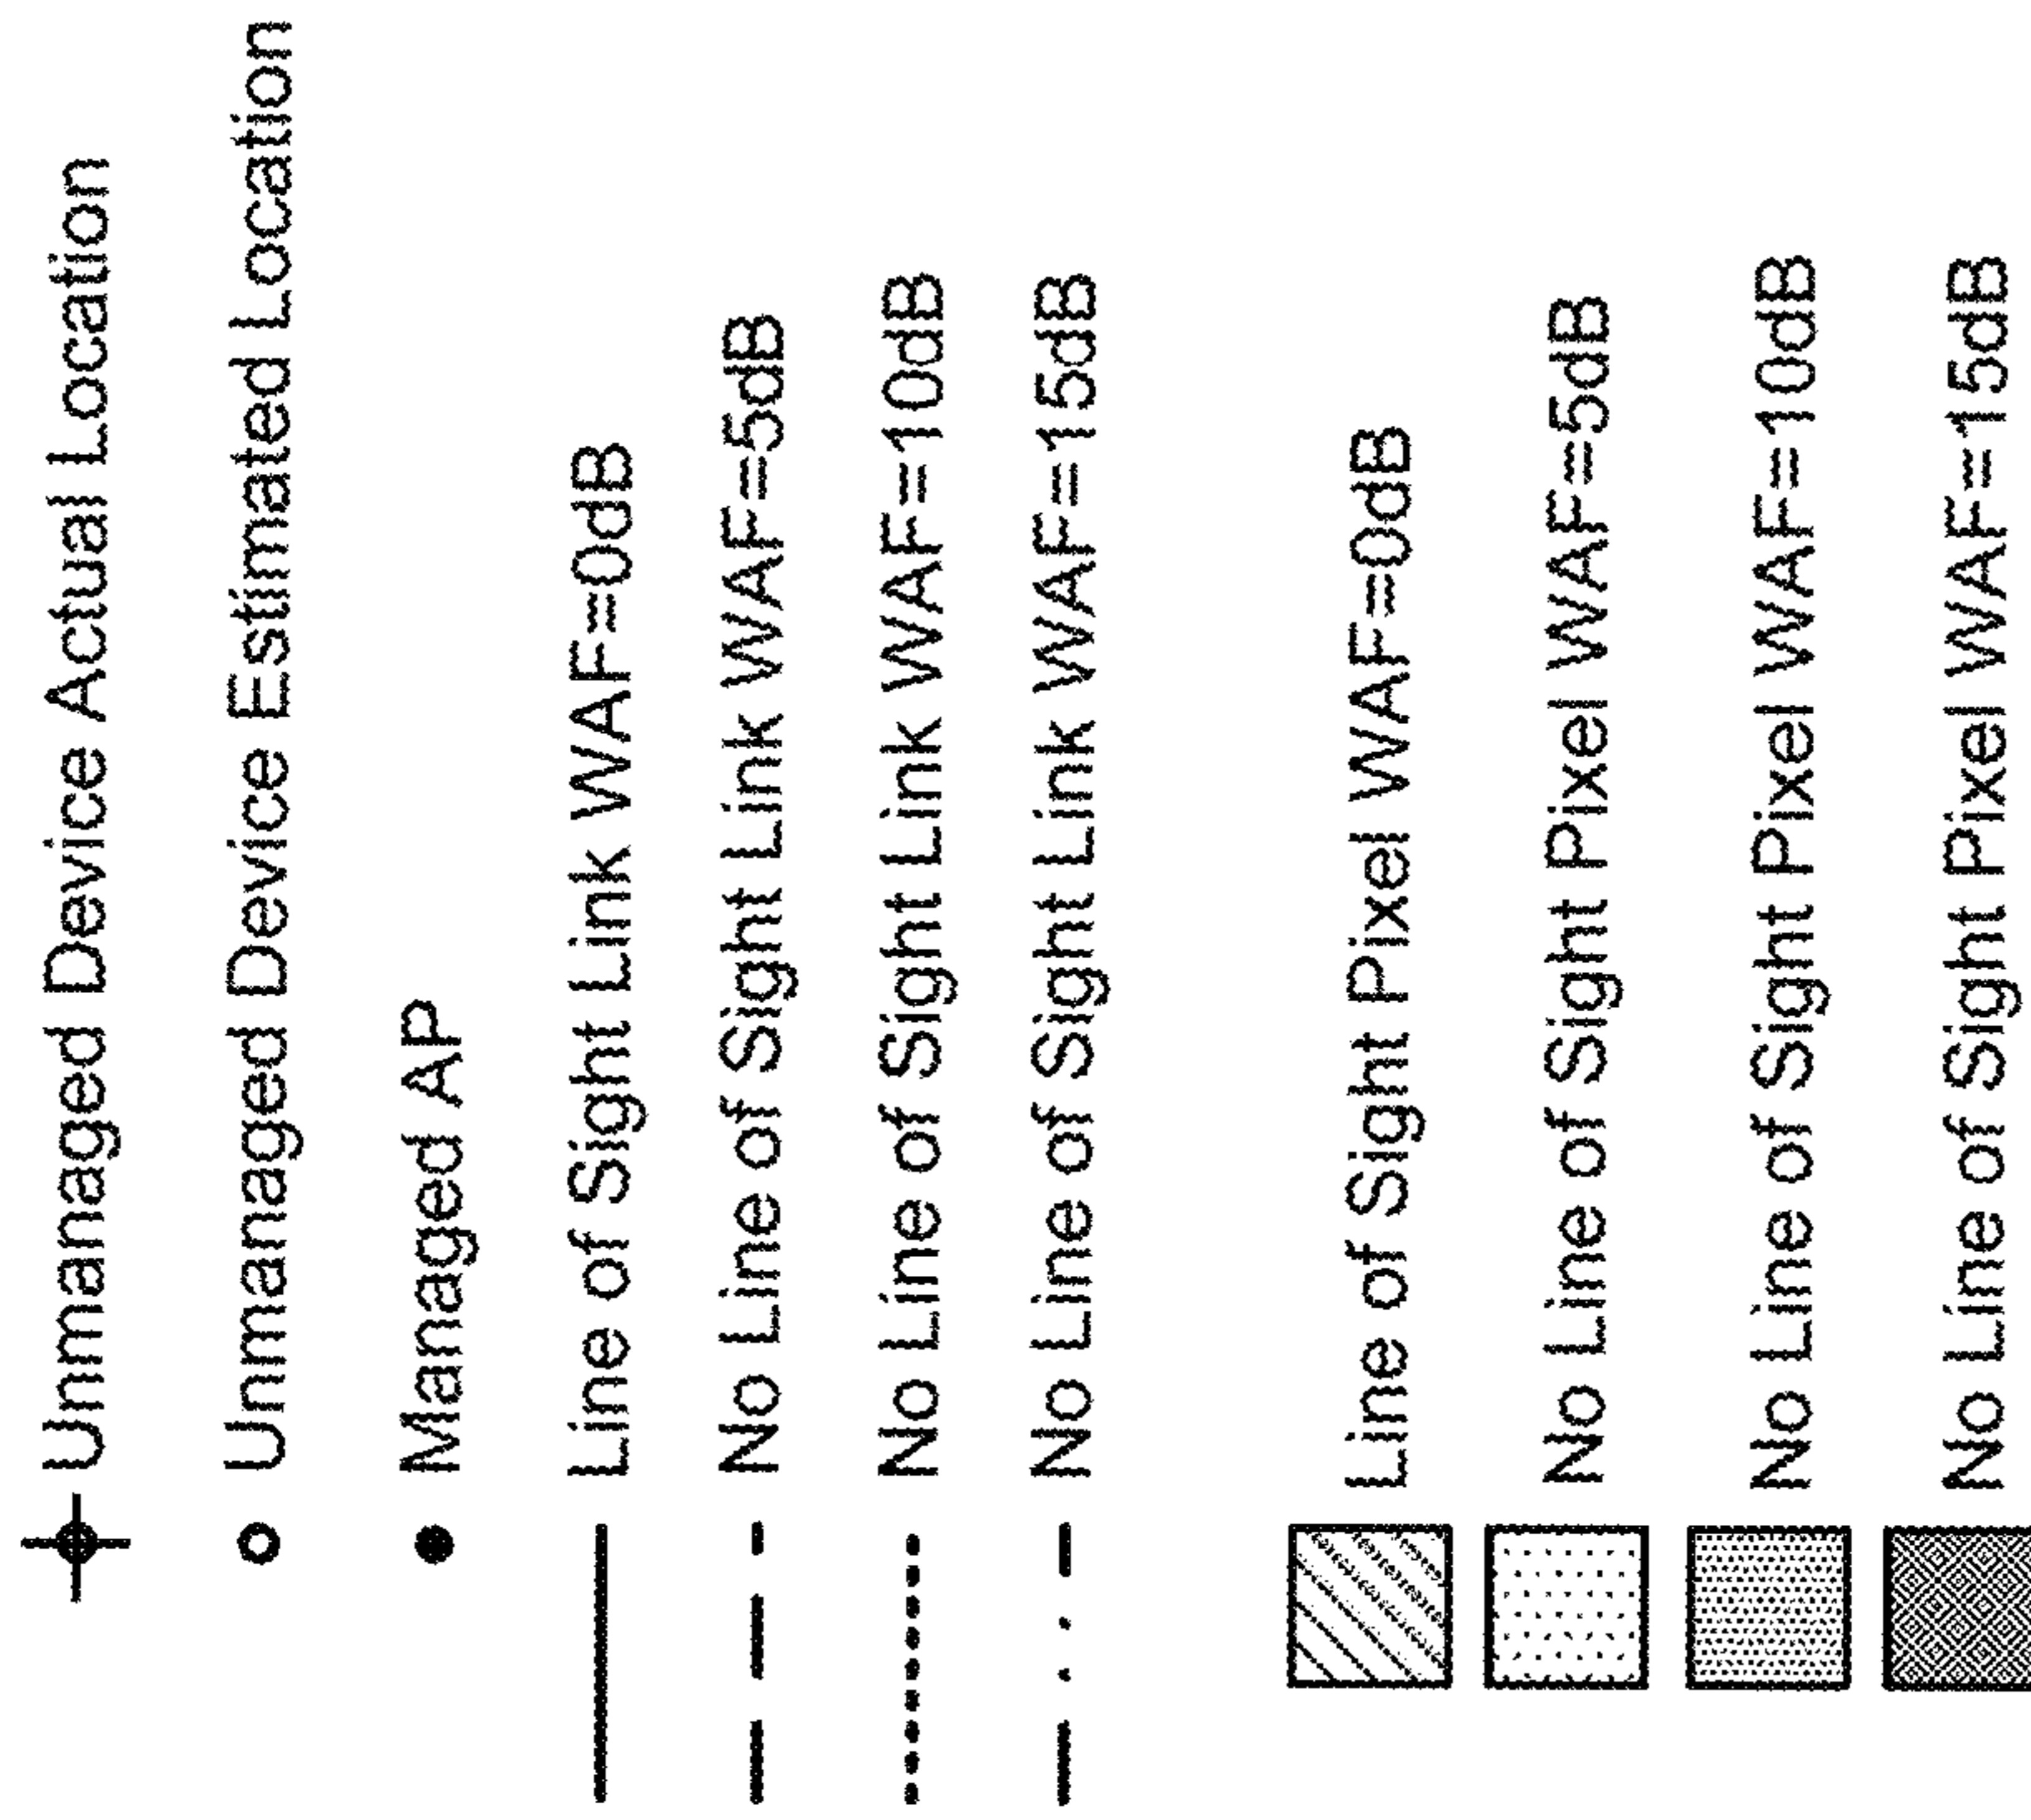 Unmanaged Device Actual Location
Unmanaged Device Estimated Location
Managed AP
Line of Sight Link WAF=0dB
No Line of Sight Link WAF=5dB
No Line of Sight Link WAF=10dB
No Line of Sight Link WAF=15dB
Line of Sight Pixel WAF=0dB
No Line of Sight Pixel WAF=5dB
No Line of Sight Pixel WAF=10dB
No Line of Sight Pixel WAF=15dB